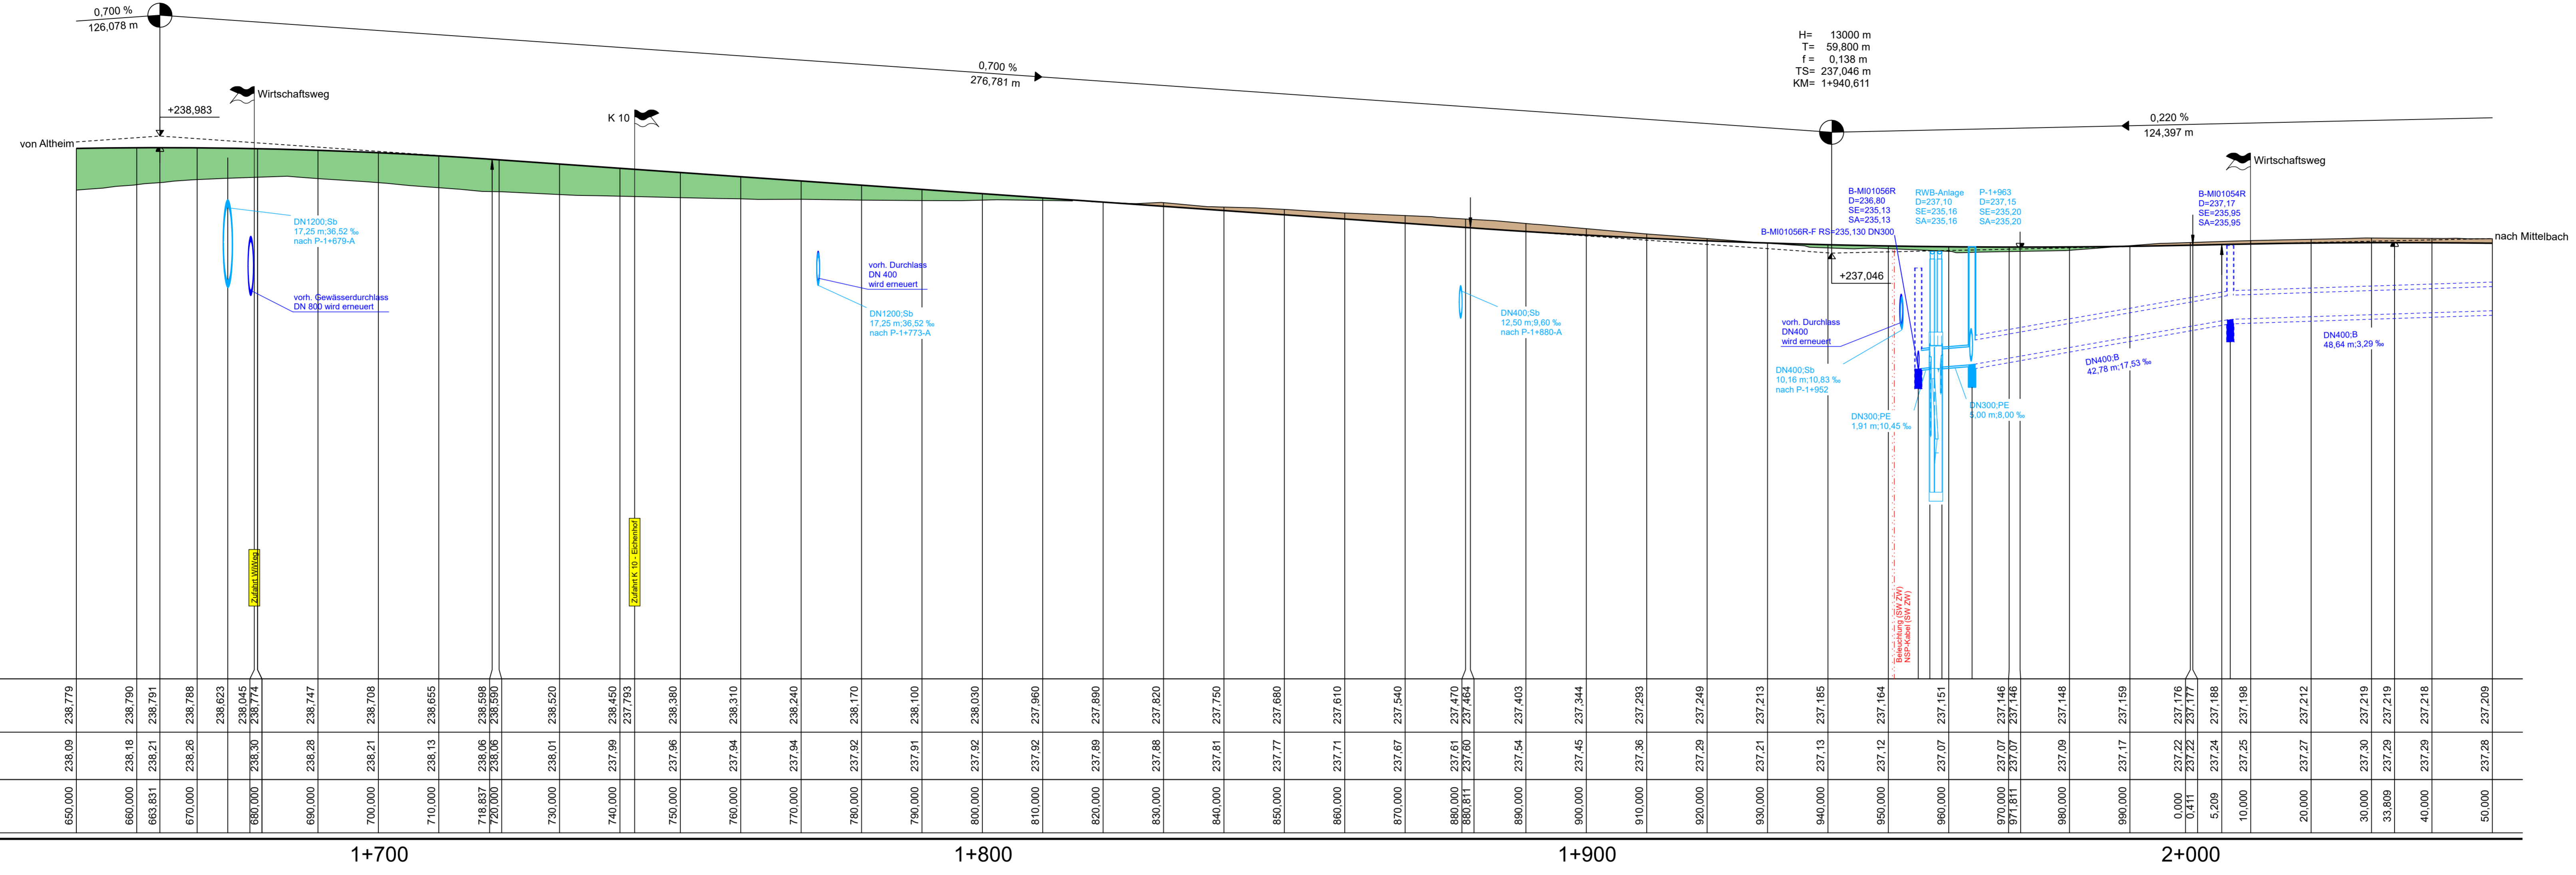 0,700 %
126,078 m
0,700 %
276,781 m
H= 13000 m
T= 59,800 m
f = 0,138 m
TS= 237,046 m
KM= 1+940,611
0,220 %
124,397 m
Wirtschaftsweg
+238,983
K 10
von Altheim
Wirtschaftsweg
nach Mittelbach
DN1200;Sb
17,25 m;36,52 ‰
nach P-1+679-A
vorh. Gewässerdurchlass
DN 800 wird erneuert
vorh. Durchlass
DN 400
wird erneuert
DN1200;Sb
17,25 m;36,52 ‰
nach P-1+773-A
DN400;Sb
12,50 m;9,60 ‰
nach P-1+880-A
B-MI01056R
D=236,80
SE=235,13
SA=235,13
RWB-Anlage
D=237,10
SE=235,16
SA=235,16
P-1+963
D=237,15
SE=235,20
SA=235,20
B-MI01054R
D=237,17
SE=235,95
SA=235,95
B-MI01056R-F RS=235,130 DN300
+237,046
vorh. Durchlass
DN400
wird erneuert
DN400;Sb
10,16 m;10,83 ‰
nach P-1+952
DN300;PE
1,91 m;10,45 ‰
DN300;PE
5,00 m;8,00 ‰
DN400;B
42,78 m;17,53 ‰
DN400;B
48,64 m;3,29 ‰
Zufahrt WiWeg
Zufahrt K 10 - Eichenhof
Beleuchtung (SW ZW)
NSP-Kabel (SW ZW)
238,779 238,790 238,791 238,788 238,623 238,045 238,774 238,747 238,708 238,655 238,598 238,590 238,520 238,450 237,793 238,380 238,310 238,240 238,170 238,100 238,030 237,960 237,890 237,820 237,750 237,680 237,610 237,540 237,470 237,464 237,403 237,344 237,293 237,249 237,213 237,185 237,164 237,151 237,146 237,146 237,148 237,159 237,176 237,177 237,188 237,198 237,212 237,219 237,219 237,218 237,209
238,09 238,18 238,21 238,26 238,30 238,28 238,21 238,13 238,06 238,06 238,01 237,99 237,96 237,94 237,94 237,92 237,91 237,92 237,92 237,89 237,88 237,81 237,77 237,71 237,67 237,61 237,60 237,54 237,45 237,36 237,29 237,21 237,13 237,12 237,07 237,07 237,07 237,09 237,17 237,22 237,22 237,24 237,25 237,27 237,30 237,29 237,29 237,28
650,000 660,000 663,831 670,000 680,000 690,000 700,000 710,000 718,837 720,000 730,000 740,000 750,000 760,000 770,000 780,000 790,000 800,000 810,000 820,000 830,000 840,000 850,000 860,000 870,000 880,000 880,811 890,000 900,000 910,000 920,000 930,000 940,000 950,000 960,000 970,000 971,811 980,000 990,000 0,000 0,411 5,209 10,000 20,000 30,000 33,809 40,000 50,000
1+700 1+800 1+900 2+000